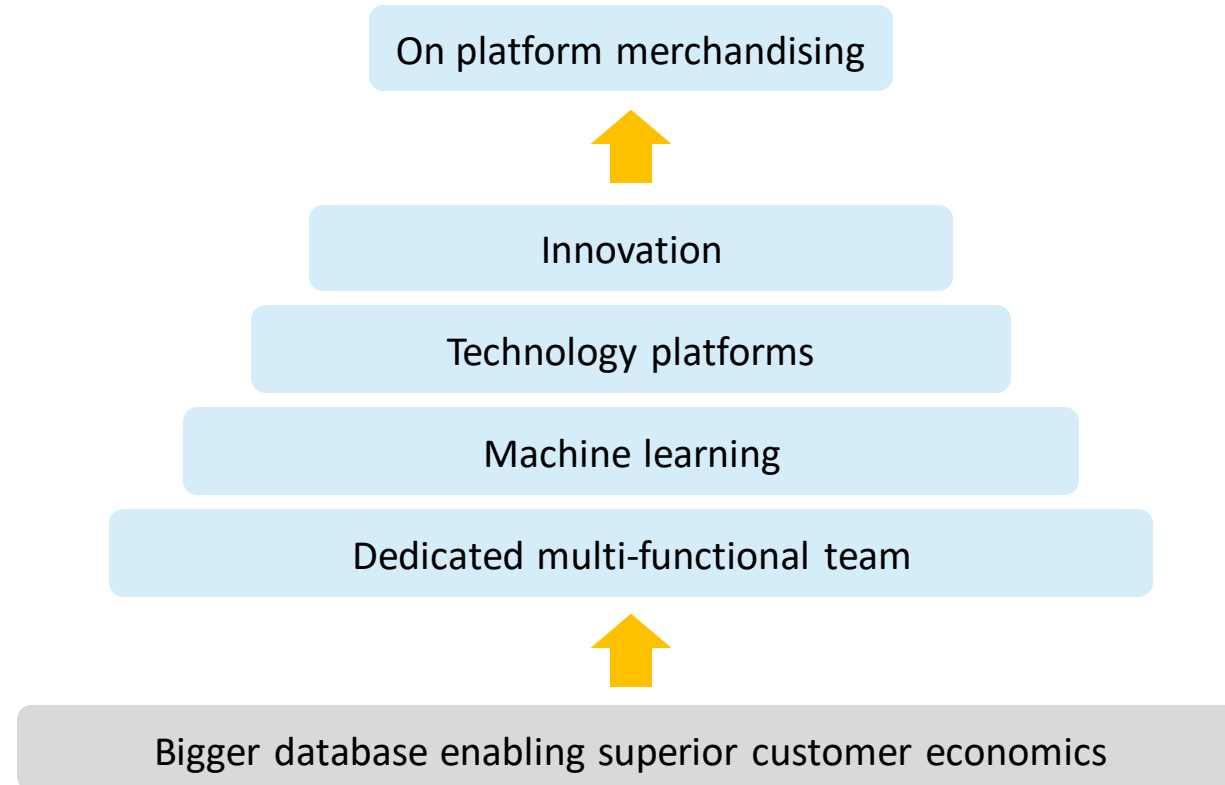 On platform merchandising
Innovation
Technology platforms
Machine learning
Dedicated multi-functional team
Bigger database enabling superior customer economics